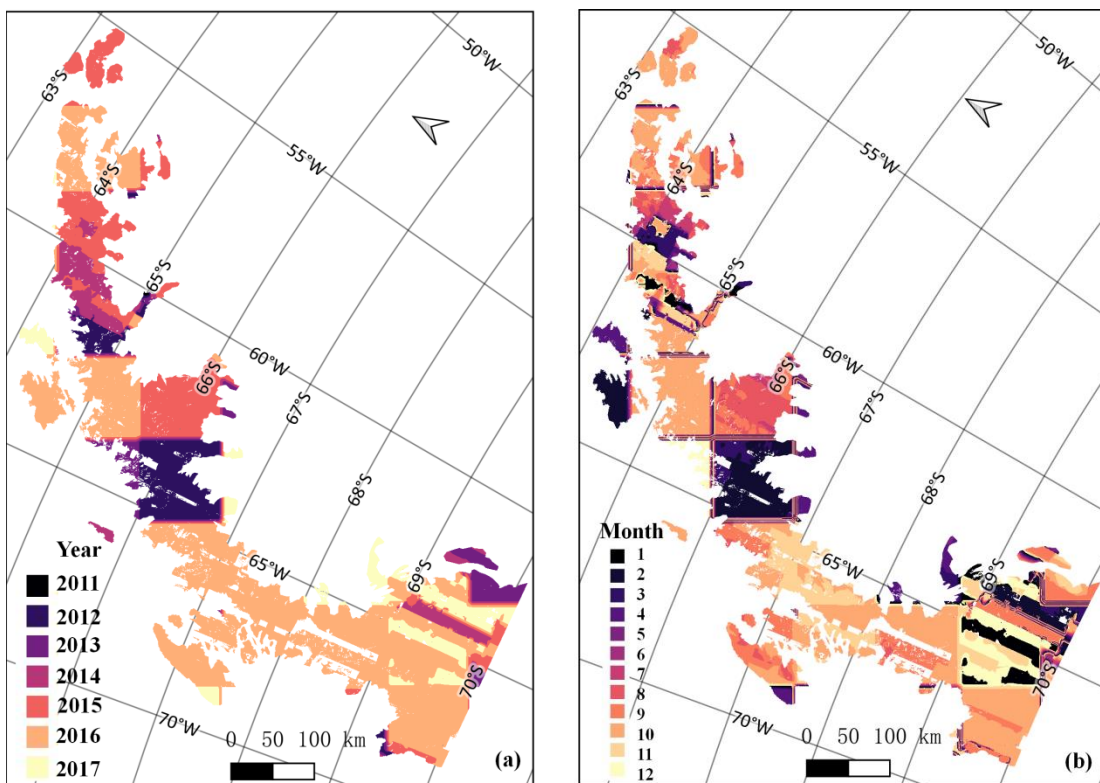 50°W
63°S
55°W
64°S
65°S
60°W
66°S
67°S
68°S
65°W
69°S
70°S
70°W
Year
2011
2012
2013
2014
2015
2016
2017
0 50 100 km
(a)
50°W
63°S
55°W
64°S
65°S
60°W
66°S
67°S
68°S
65°W
69°S
70°S
70°W
Month
1
2
3
4
5
6
7
8
9
10
11
12
0 50 100 km
(b)